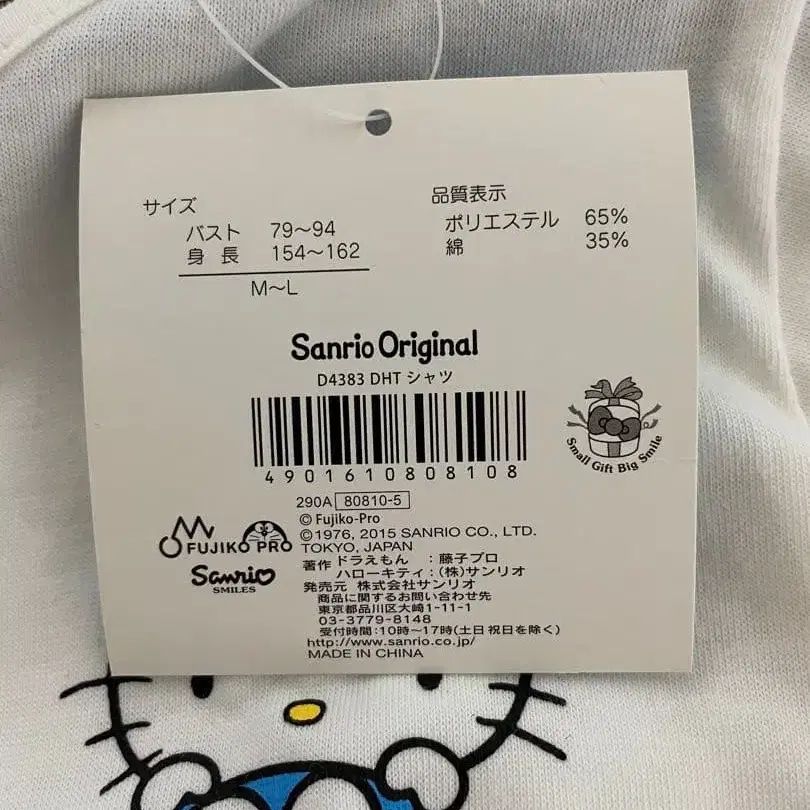 サイズ
バスト 79〜94
身長 154〜162
M〜L
品質表示
ポリエステル 65%
綿 35%
Sanrio Original
D4383 DHT シャツ
4901610808108
Small Gift Big Smile
290A 80810-5
© Fujiko-Pro
©1976, 2015 SANRIO CO., LTD.
TOKYO, JAPAN
FUJIKO PRO
Sanrio
SMILES
著作 ドラえもん :藤子プロ
ハローキティ:(株)サンリオ
発売元 株式会社サンリオ
商品に関するお問い合わせ先
東京都品川区大崎1-11-1
03-3779-8148
受付時間:10時〜17時(土日祝日を除く)
http://www.sanrio.co.jp/
MADE IN CHINA